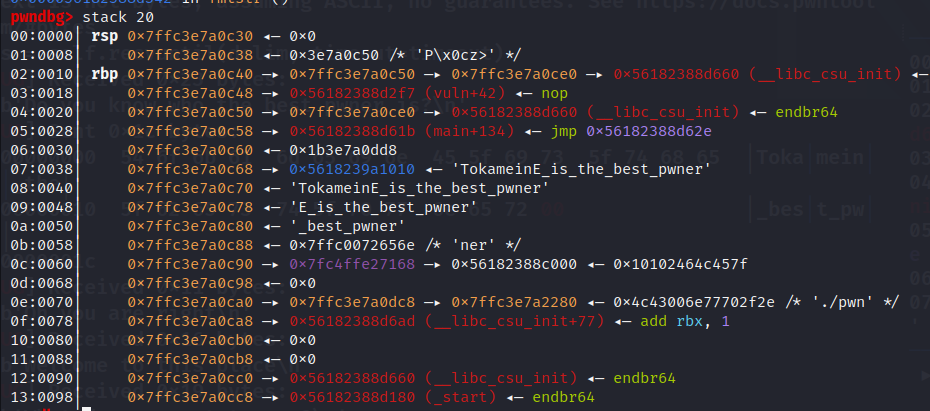 pwndbg> stack 20
00:0000│ rsp 0×7ffc3e7a0c30 ◂— 0×0
01:0008│     0×7ffc3e7a0c38 ◂— 0×3e7a0c50 /* 'P\x0cz>' */
02:0010│ rbp 0×7ffc3e7a0c40 —▸ 0×7ffc3e7a0c50 —▸ 0×7ffc3e7a0ce0 —▸ 0×56182388d660 (__libc_csu_init) ◂—
03:0018│     0×7ffc3e7a0c48 —▸ 0×56182388d2f7 (vuln+42) ◂— nop
04:0020│     0×7ffc3e7a0c50 —▸ 0×7ffc3e7a0ce0 —▸ 0×56182388d660 (__libc_csu_init) ◂— endbr64
05:0028│     0×7ffc3e7a0c58 —▸ 0×56182388d61b (main+134) ◂— jmp 0×56182388d62e
06:0030│     0×7ffc3e7a0c60 ◂— 0×1b3e7a0dd8
07:0038│     0×7ffc3e7a0c68 —▸ 0×5618239a1010 ◂— 'TokameinE_is_the_best_pwner'
08:0040│     0×7ffc3e7a0c70 ◂— 'TokameinE_is_the_best_pwner'
09:0048│     0×7ffc3e7a0c78 ◂— 'E_is_the_best_pwner'
0a:0050│     0×7ffc3e7a0c80 ◂— '_best_pwner'
0b:0058│     0×7ffc3e7a0c88 ◂— 0×7ffc0072656e /* 'ner' */
0c:0060│     0×7ffc3e7a0c90 —▸ 0×7fc4ffe27168 —▸ 0×56182388c000 ◂— 0×10102464c457f
0d:0068│     0×7ffc3e7a0c98 ◂— 0×0
0e:0070│     0×7ffc3e7a0ca0 —▸ 0×7ffc3e7a0dc8 —▸ 0×7ffc3e7a2280 ◂— 0×4c43006e77702f2e /* './pwn' */
0f:0078│     0×7ffc3e7a0ca8 —▸ 0×56182388d6ad (__libc_csu_init+77) ◂— add rbx, 1
10:0080│     0×7ffc3e7a0cb0 ◂— 0×0
11:0088│     0×7ffc3e7a0cb8 ◂— 0×0
12:0090│     0×7ffc3e7a0cc0 —▸ 0×56182388d660 (__libc_csu_init) ◂— endbr64
13:0098│     0×7ffc3e7a0cc8 —▸ 0×56182388d180 (_start) ◂— endbr64